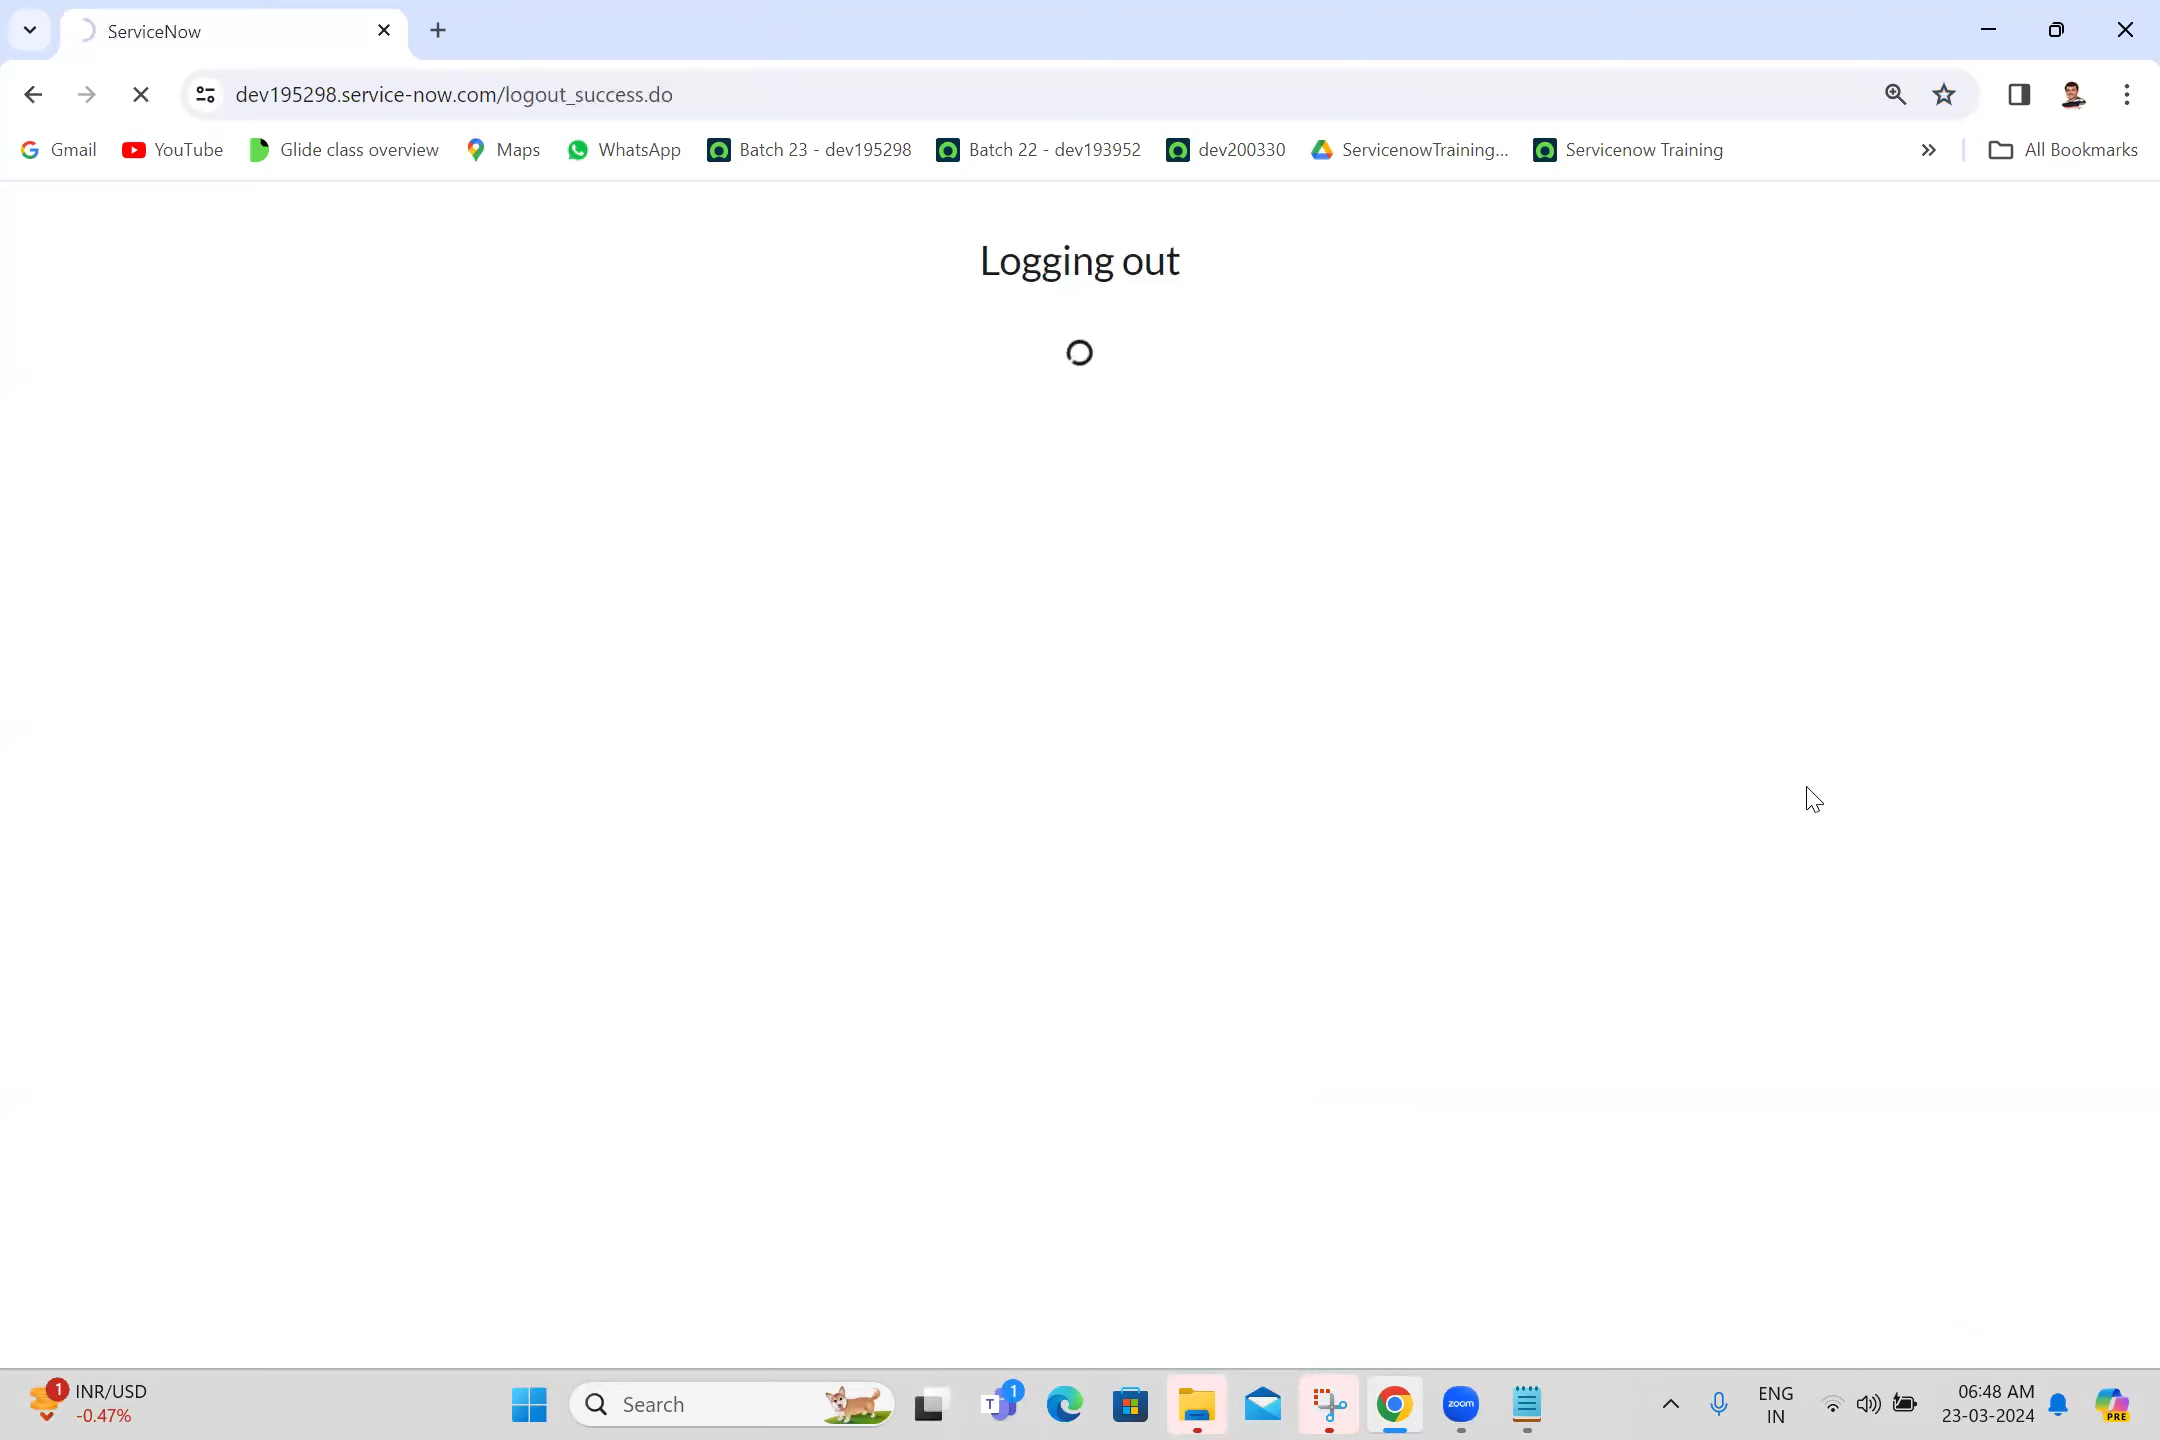 ServiceNow
dev195298.service-now.com/logout_success.do
Gmail
YouTube
Glide class overview
Maps
WhatsApp
Batch 23 - dev195298
Batch 22 - dev193952
dev200330
ServicenowTraining...
Servicenow Training
All Bookmarks
Logging out
1
INR/USD
-0.47%
Search
T
1
zoom
ENG
IN
06:48 AM
23-03-2024
PRE